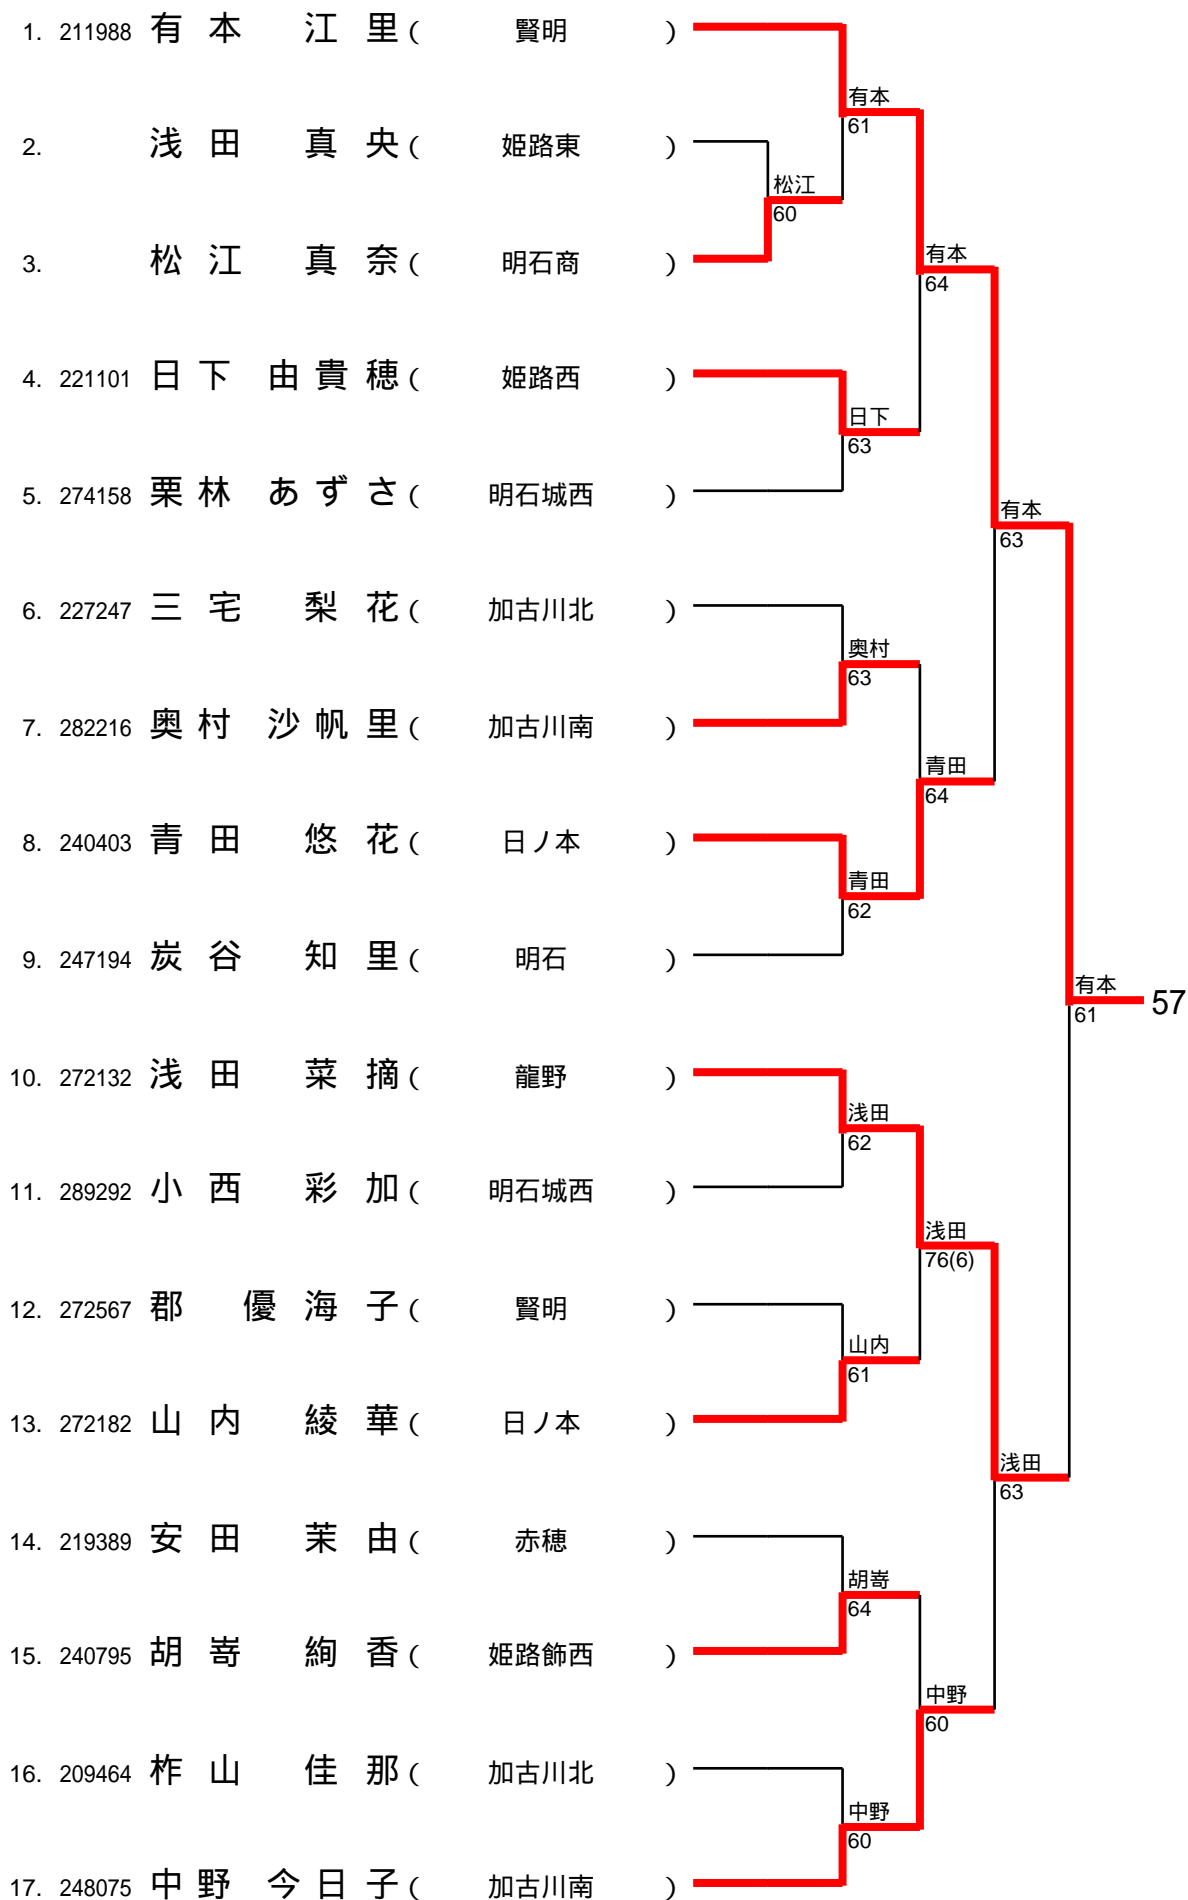 1. 211988 有本 江里 ( 賢明 )
有本
61
2. 浅田 真央 ( 姫路東 )
松江
60
3. 松江 真奈 ( 明石商 )
有本
64
4. 221101 日下 由貴穂 ( 姫路西 )
日下
63
5. 274158 栗林 あずさ ( 明石城西 )
有本
63
6. 227247 三宅 梨花 ( 加古川北 )
奥村
63
7. 282216 奥村 沙帆里 ( 加古川南 )
青田
64
8. 240403 青田 悠花 ( 日ノ本 )
青田
62
9. 247194 炭谷 知里 ( 明石 )
有本
61
57
10. 272132 浅田 菜摘 ( 龍野 )
浅田
62
11. 289292 小西 彩加 ( 明石城西 )
浅田
76(6)
12. 272567 郡 優海子 ( 賢明 )
山内
61
13. 272182 山内 綾華 ( 日ノ本 )
浅田
63
14. 219389 安田 茉由 ( 赤穂 )
胡嵜
64
15. 240795 胡嵜 絢香 ( 姫路飾西 )
中野
60
16. 209464 柞山 佳那 ( 加古川北 )
中野
60
17. 248075 中野 今日子 ( 加古川南 )